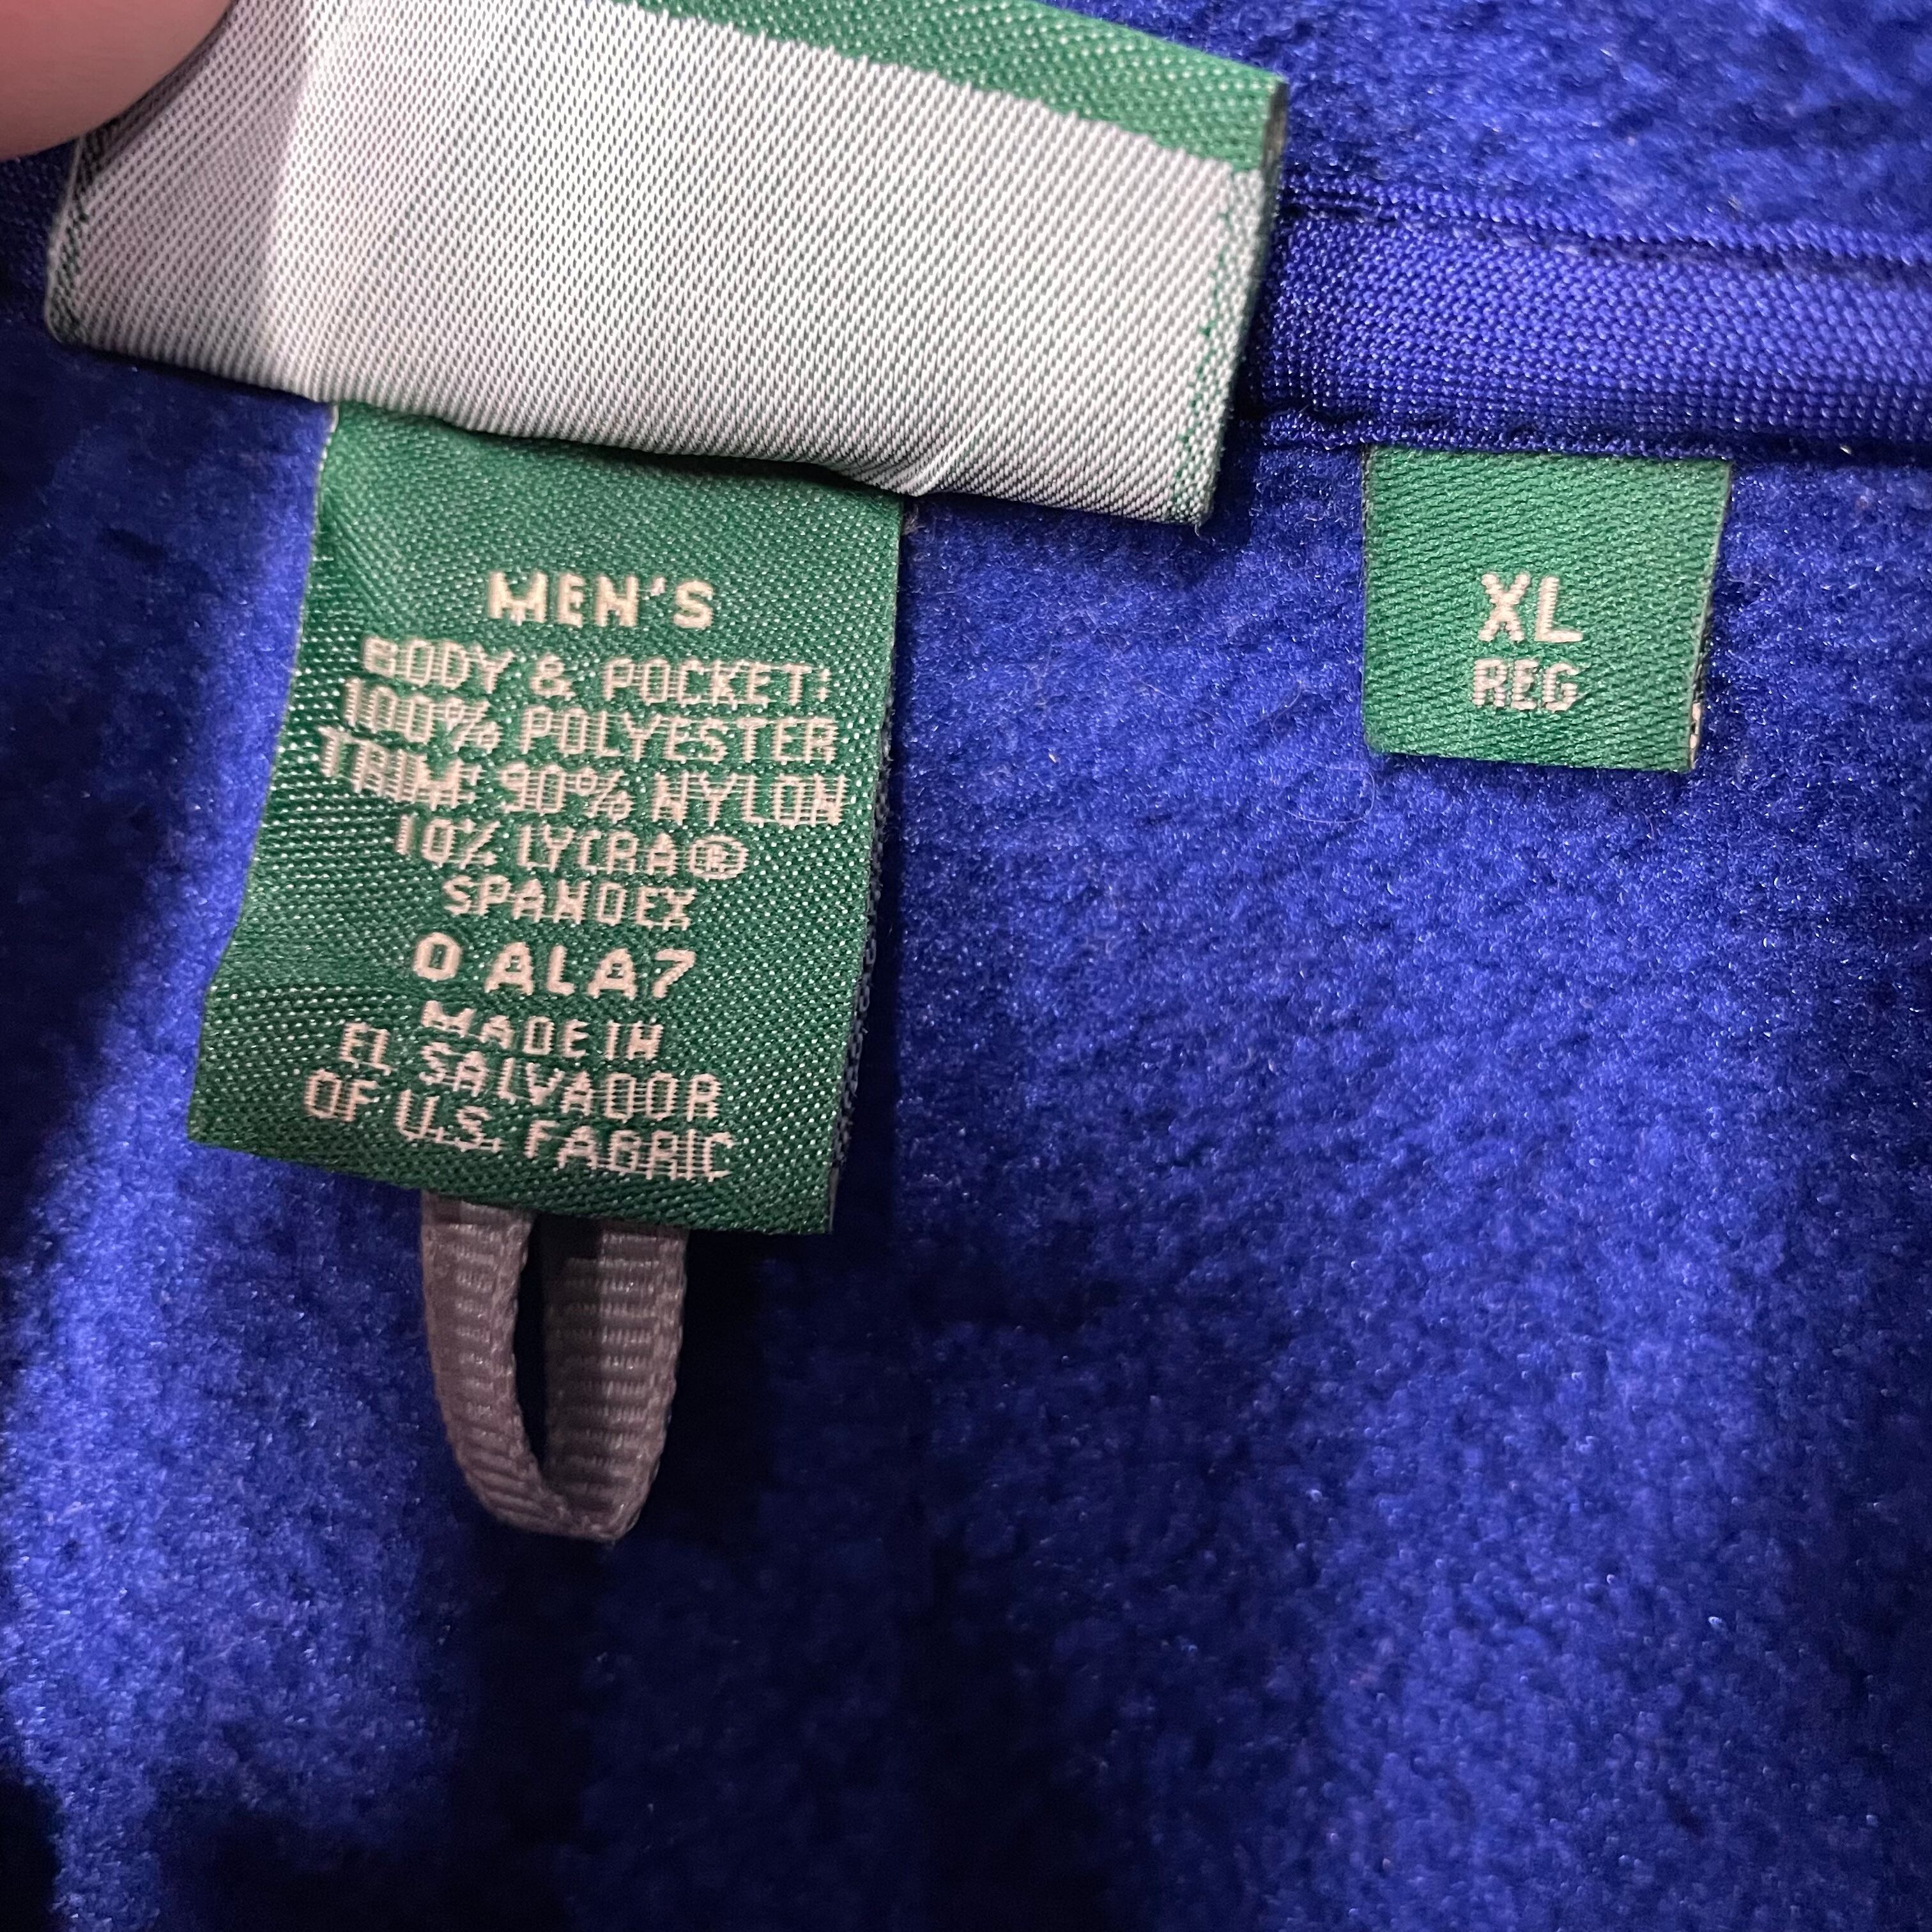 MEN'S
BODY & POCKET:
100% POLYESTER
TRIM: 90% NYLON
10% LYCRA®
SPANDEX
0 ALA7
MADE IN
EL SALVADOR
OF U.S. FABRIC
XL
REG